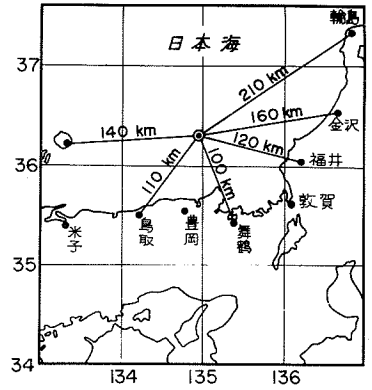 輪島
日本海
37
210 km
160 km
金沢
140 km
120 km
福井
36
110 km
100 km
敦賀
米子
鳥取
豊岡
舞鶴
35
34
134
135
136